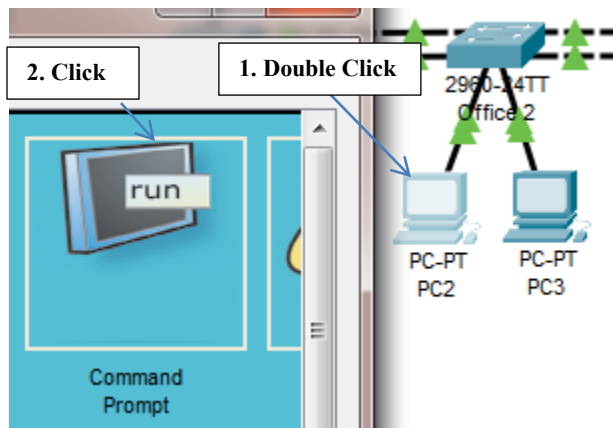 2. Click
1. Double Click
2960-24TT
Office 2
run
PC-PT
PC2
PC-PT
PC3
Command
Prompt